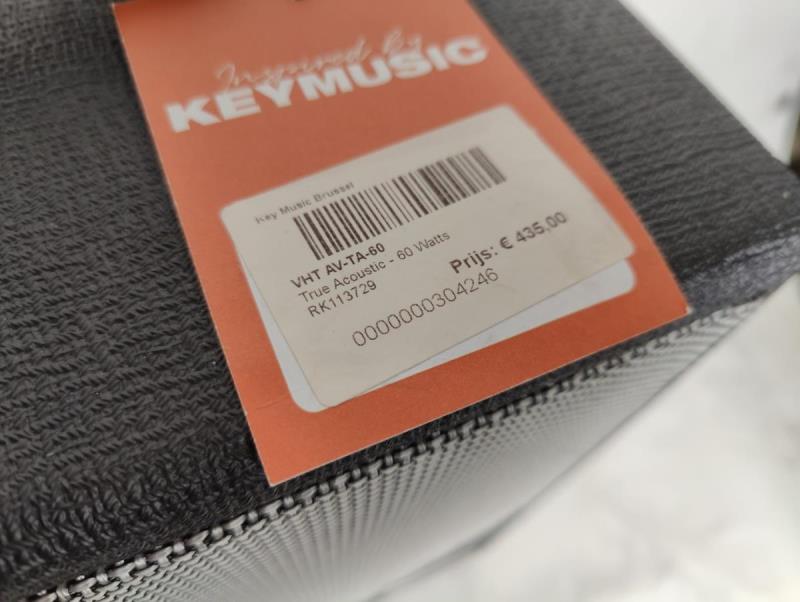 Inspired by
KEYMUSIC
Key Music Brussel
VHT AV-TA-60
True Acoustic - 60 Watts
RK113729
Prijs: € 435,00
0000000304246